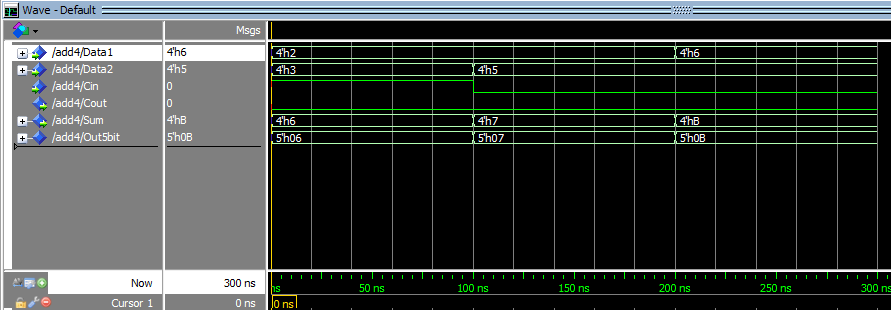 Wave - Default
Msgs
/add4/Data1 4'h6 4'h2 4'h6
/add4/Data2 4'h5 4'h3 4'h5
/add4/Cin 0
/add4/Cout 0
/add4/Sum 4'hB 4'h6 4'h7 4'hB
/add4/Out5bit 5'h0B 5'h06 5'h07 5'h0B
Now 300 ns ns 50 ns 100 ns 150 ns 200 ns 250 ns 300 ns
Cursor 1 0 ns 0 ns